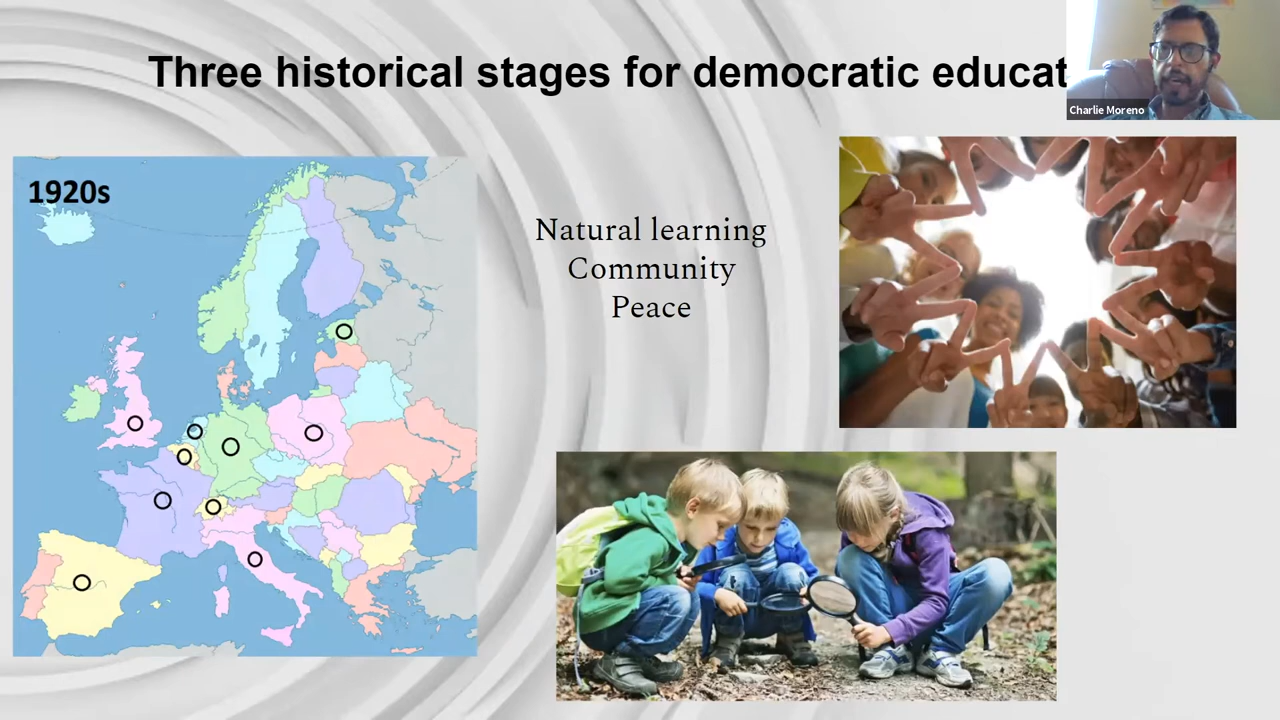 Three historical stages for democratic educat
Charlie Moreno
1920s
Natural learning
Community
Peace